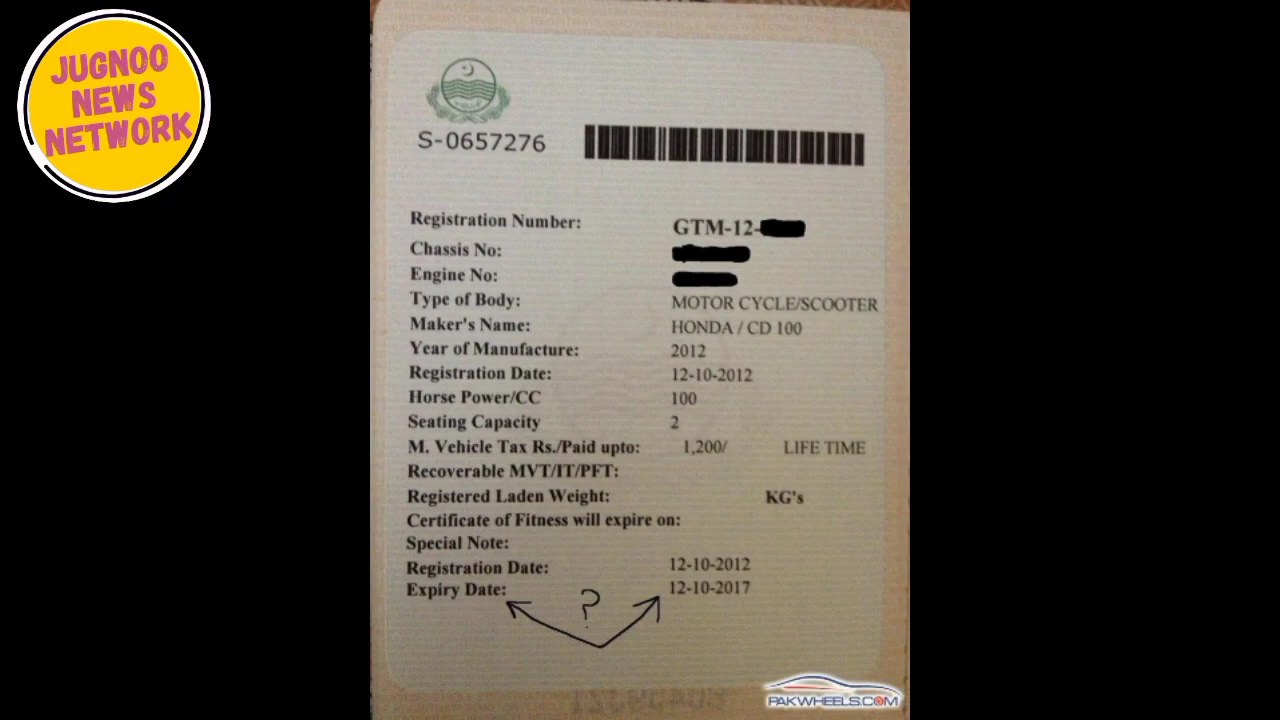 JUGNOO
NEWS
NETWORK
S-0657276
Registration Number: GTM-12-
Chassis No:
Engine No:
Type of Body: MOTOR CYCLE/SCOOTER
Maker's Name: HONDA / CD 100
Year of Manufacture: 2012
Registration Date: 12-10-2012
Horse Power/CC 100
Seating Capacity 2
M. Vehicle Tax Rs./Paid upto: 1,200/ LIFE TIME
Recoverable MVT/IT/PFT:
Registered Laden Weight: KG's
Certificate of Fitness will expire on:
Special Note:
Registration Date: 12-10-2012
Expiry Date: 12-10-2017
?
PAKWHEELS.COM